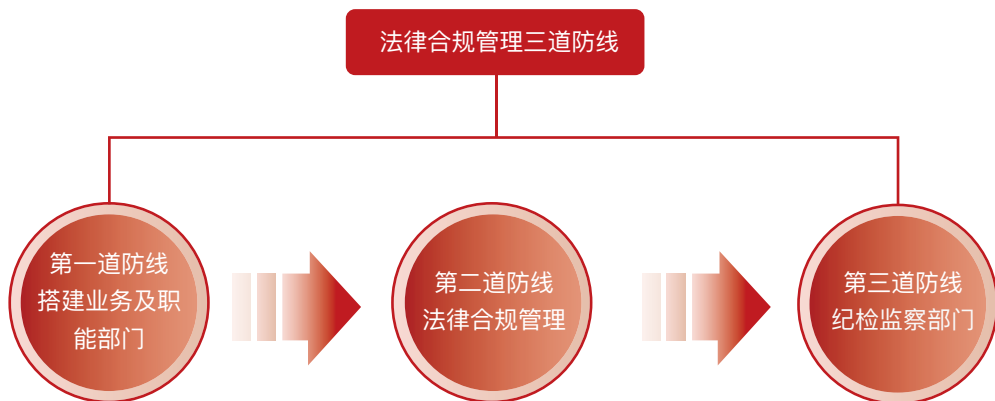 法律合规管理三道防线
第一道防线
搭建业务及职
能部门
第二道防线
法律合规管理
第三道防线
纪检监察部门